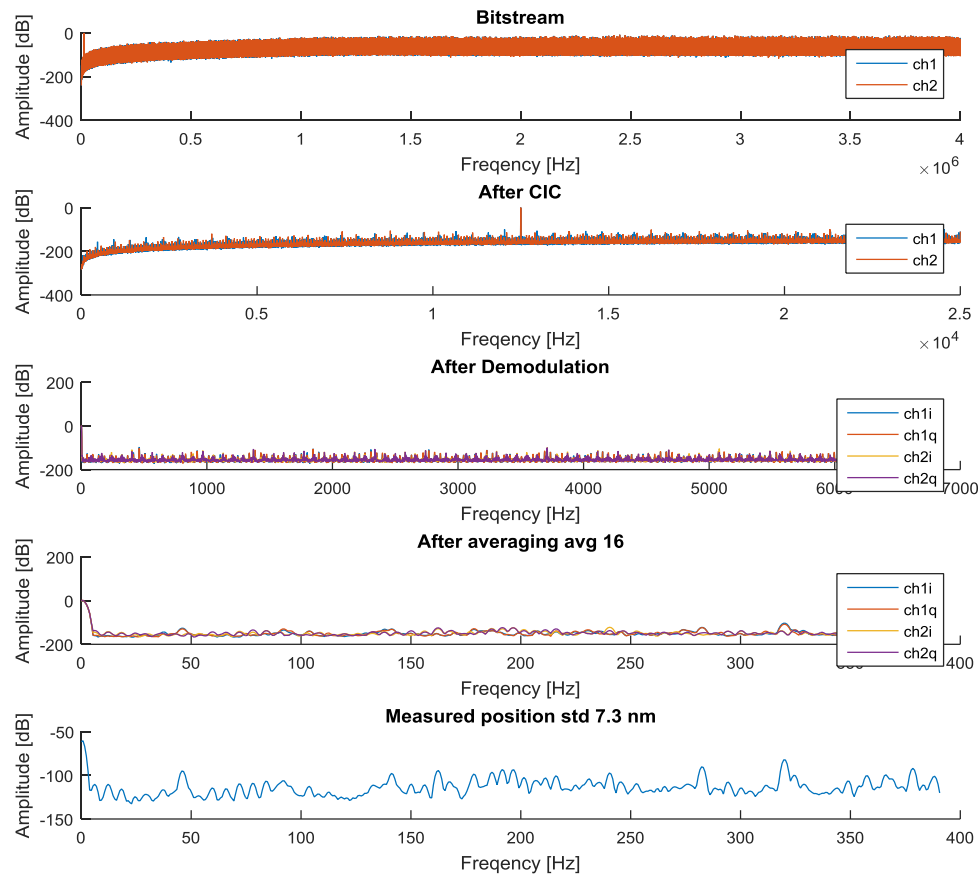 Bitstream
Amplitude [dB]
0
-200
-400
ch1
ch2
0 0.5 1 1.5 2 2.5 3 3.5 4
Freqency [Hz]
× 10^6
After CIC
Amplitude [dB]
0
-200
-400
ch1
ch2
0 0.5 1 1.5 2 2.5
Freqency [Hz]
× 10^4
After Demodulation
Amplitude [dB]
200
0
-200
ch1i
ch1q
ch2i
ch2q
0 1000 2000 3000 4000 5000 6000 7000
Freqency [Hz]
After averaging avg 16
Amplitude [dB]
200
0
-200
ch1i
ch1q
ch2i
ch2q
0 50 100 150 200 250 300 350 400
Freqency [Hz]
Measured position std 7.3 nm
Amplitude [dB]
-50
-100
-150
0 50 100 150 200 250 300 350 400
Freqency [Hz]